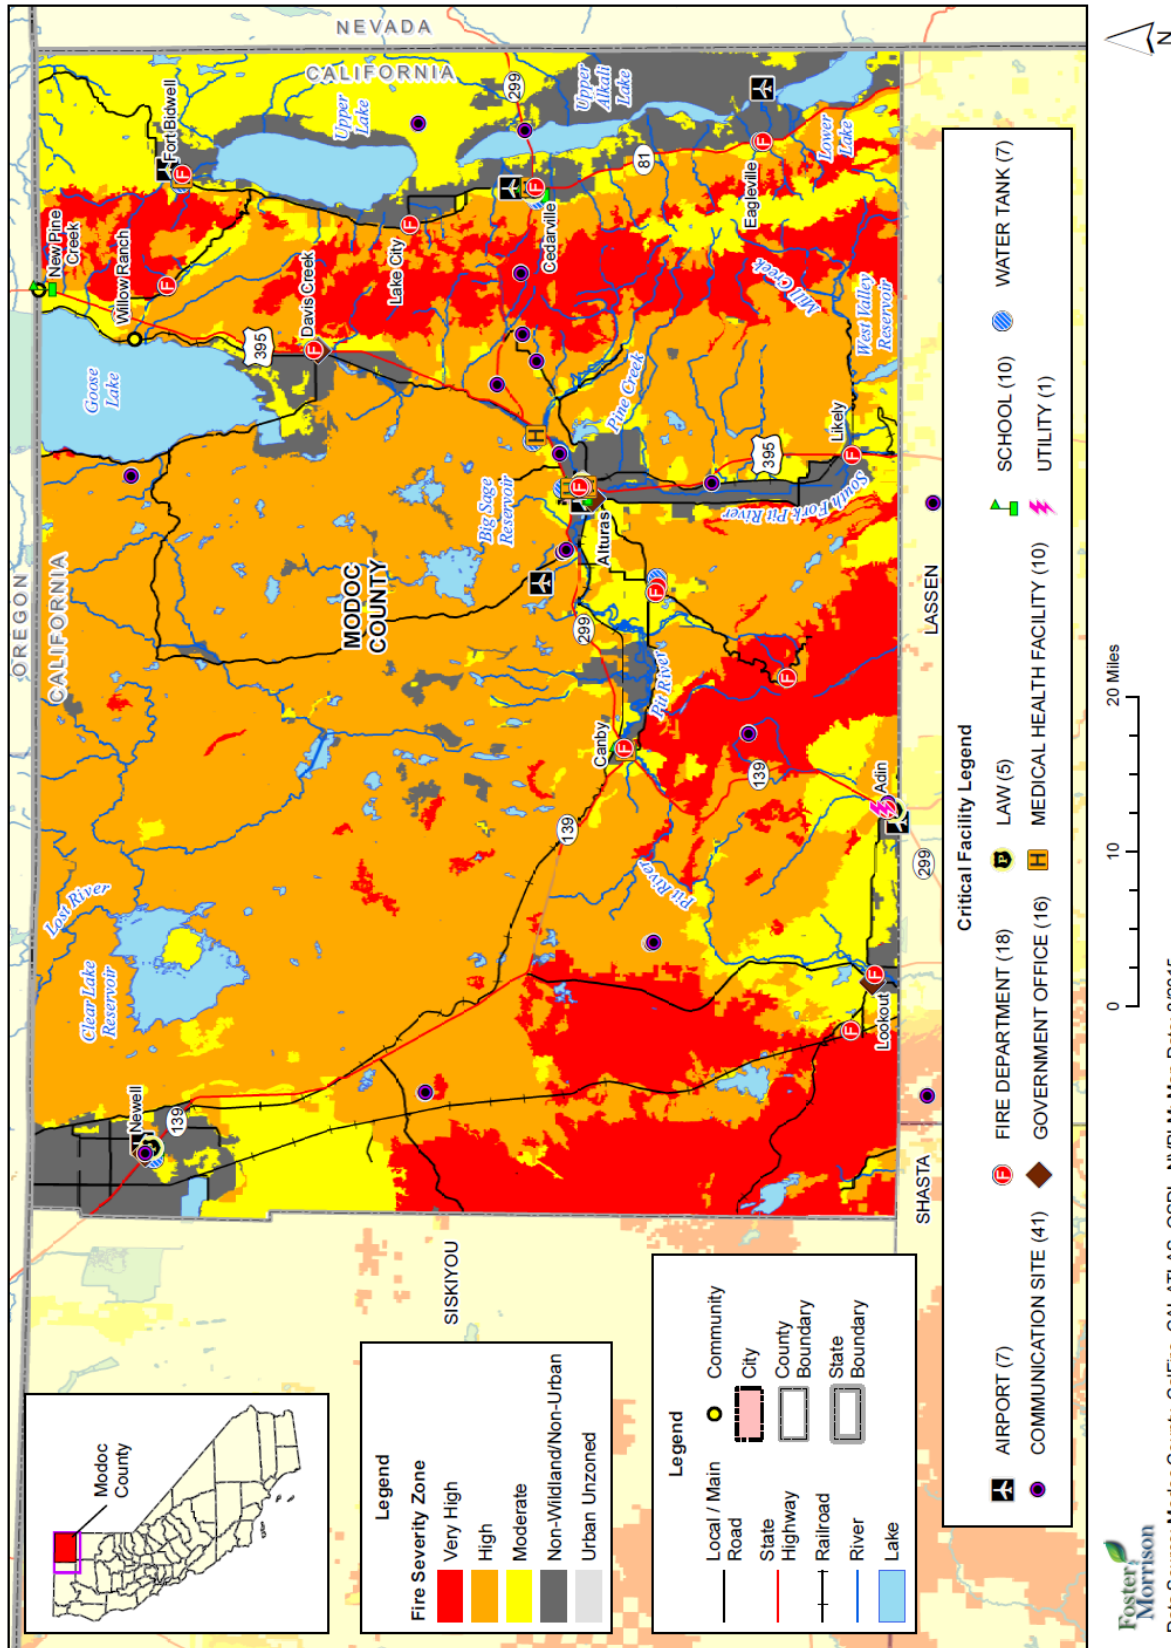 OREGON
CALIFORNIA
NEVADA
CALIFORNIA
MODOC
COUNTY
Clear Lake
Reservoir
Lost River
Newell
139
Goose
Lake
New Pine
Creek
Willow Ranch
Fort Bidwell
395
Davis Creek
Upper
Lake
Lake City
299
Upper
Alkali
Lake
Cedarville
81
Big Sage
Reservoir
Alturas
299
Pine Creek
Mill Creek
Eagleville
Lower
Lake
West Valley
Reservoir
395
Likely
South Fork Pit River
Canby
Pit River
139
139
Pit River
Adin
Lookout
299
SISKIYOU
SHASTA
LASSEN
Modoc
County
Legend
Fire Severity Zone
Very High
High
Moderate
Non-Wildland/Non-Urban
Urban Unzoned
Legend
Local / Main
Road
State
Highway
Railroad
River
Lake
Community
City
County
Boundary
State
Boundary
Critical Facility Legend
AIRPORT (7)
FIRE DEPARTMENT (18)
LAW (5)
SCHOOL (10)
WATER TANK (7)
COMMUNICATION SITE (41)
GOVERNMENT OFFICE (16)
MEDICAL HEALTH FACILITY (10)
UTILITY (1)
0
10
20 Miles
N
Foster
Morrison